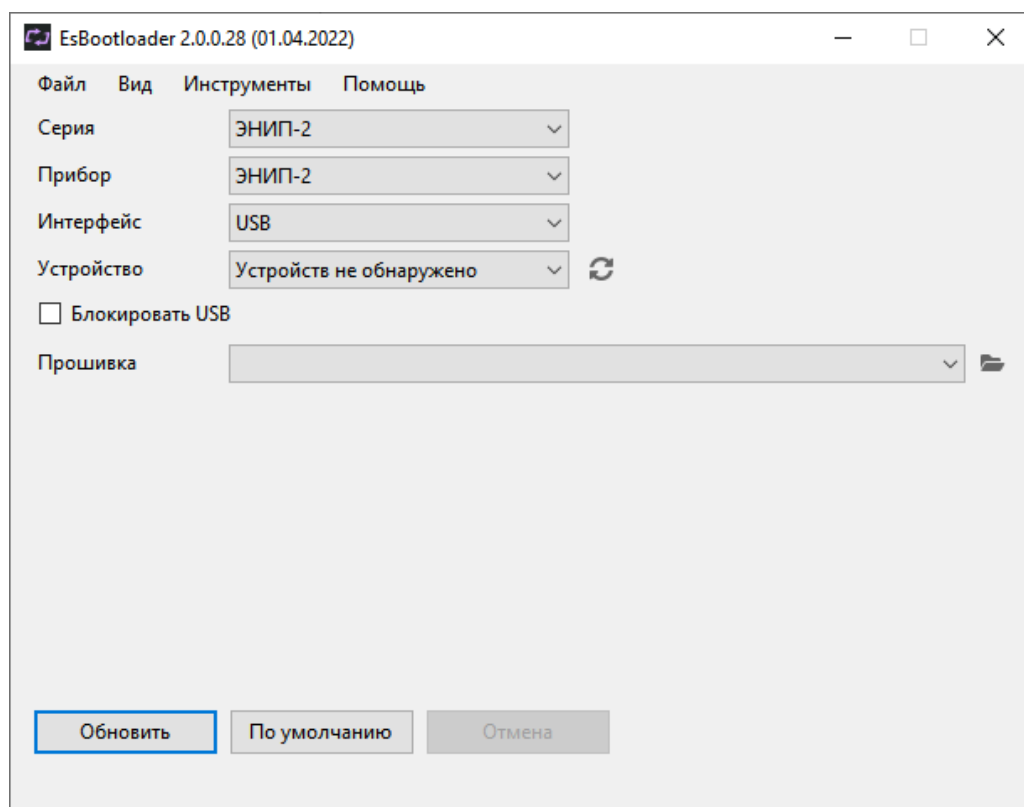 EsBootloader 2.0.0.28 (01.04.2022)
Файл Вид Инструменты Помощь
Серия ЭНИП-2
Прибор ЭНИП-2
Интерфейс USB
Устройство Устройств не обнаружено
Блокировать USB
Прошивка
Обновить По умолчанию Отмена